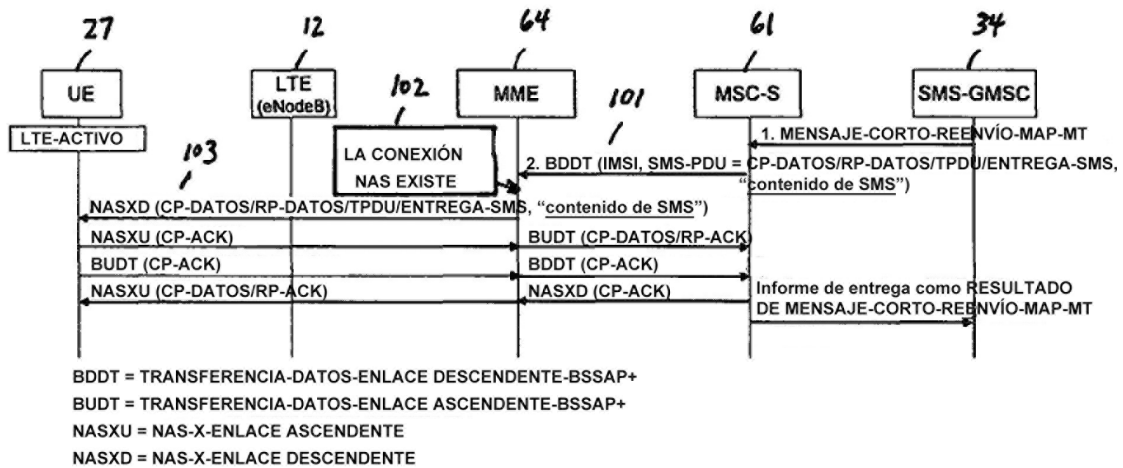 27 12 64 61 34
UE LTE (eNodeB) 102 MME 101 MSC-S SMS-GMSC
LTE-ACTIVO
1. MENSAJE-CORTO-REENVÍO-MAP-MT
103
LA CONEXIÓN
NAS EXISTE
2. BDDT (IMSI, SMS-PDU = CP-DATOS/RP-DATOS/TPDU/ENTREGA-SMS,
“contenido de SMS”)
NASXD (CP-DATOS/RP-DATOS/TPDU/ENTREGA-SMS, “contenido de SMS”)
NASXU (CP-ACK) BUDT (CP-DATOS/RP-ACK)
BUDT (CP-ACK) BDDT (CP-ACK)
NASXU (CP-DATOS/RP-ACK) NASXD (CP-ACK)
Informe de entrega como RESULTADO
DE MENSAJE-CORTO-REENVÍO-MAP-MT
BDDT = TRANSFERENCIA-DATOS-ENLACE DESCENDENTE-BSSAP+
BUDT = TRANSFERENCIA-DATOS-ENLACE ASCENDENTE-BSSAP+
NASXU = NAS-X-ENLACE ASCENDENTE
NASXD = NAS-X-ENLACE DESCENDENTE